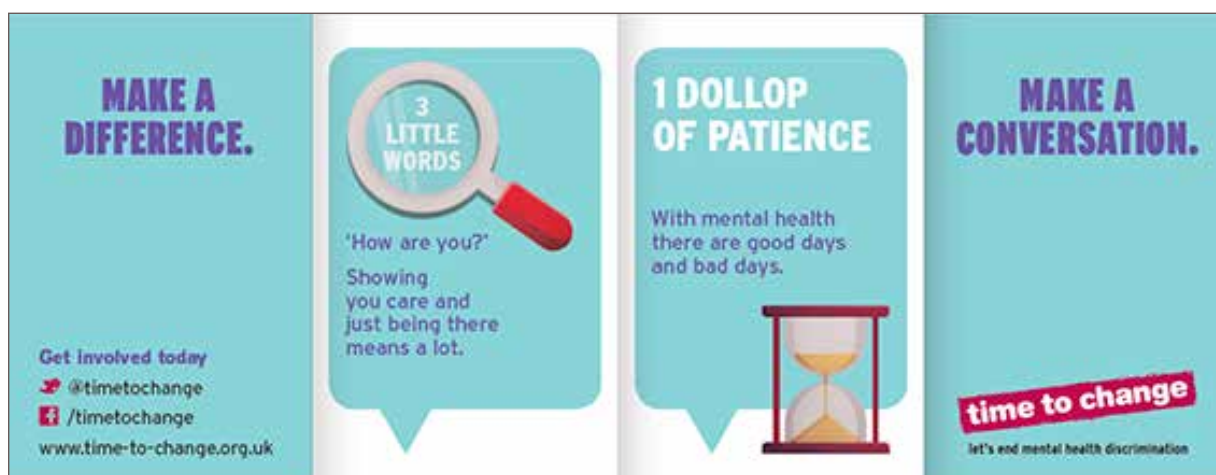 MAKE A
DIFFERENCE.
Get involved today
@timetochange
/timetochange
www.time-to-change.org.uk
3
LITTLE
WORDS
'How are you?'
Showing
you care and
just being there
means a lot.
1 DOLLOP
OF PATIENCE
With mental health
there are good days
and bad days.
MAKE A
CONVERSATION.
time to change
let's end mental health discrimination